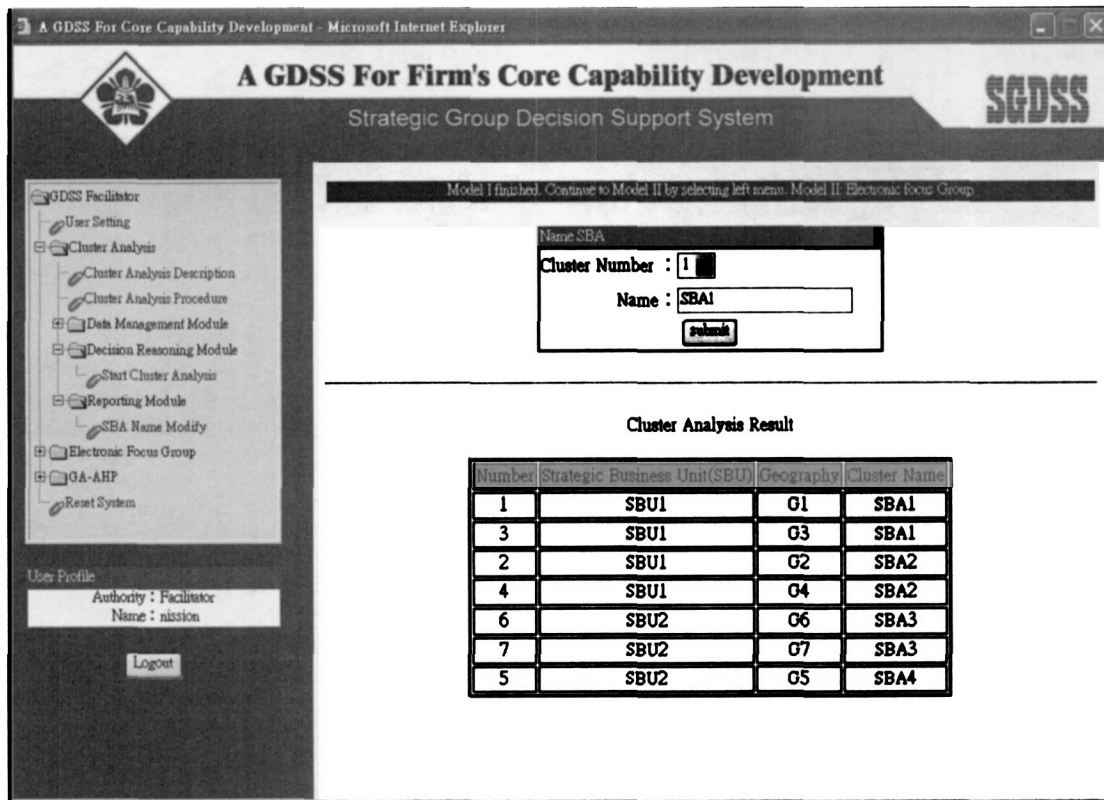 A GDSS For Core Capability Development - Microsoft Internet Explorer
A GDSS For Firm's Core Capability Development
SGDSS
Strategic Group Decision Support System
GDSS Facilitator
User Setting
Cluster Analysis
Cluster Analysis Description
Cluster Analysis Procedure
Data Management Module
Decision Reasoning Module
Start Cluster Analysis
Reporting Module
SBA Name Modify
Electronic Focus Group
GA-AHP
Reset System
User Profile
Authority : Facilitator
Name : nission
Logout
Model I finished. Continue to Model II by selecting left menu. Model II: Electronic focus Group
Name SBA
Cluster Number : 1
Name : SBA1
submit
Cluster Analysis Result
Number Strategic Business Unit(SBU) Geography Cluster Name
1 SBU1 G1 SBA1
3 SBU1 G3 SBA1
2 SBU1 G2 SBA2
4 SBU1 G4 SBA2
6 SBU2 G6 SBA3
7 SBU2 G7 SBA3
5 SBU2 G5 SBA4